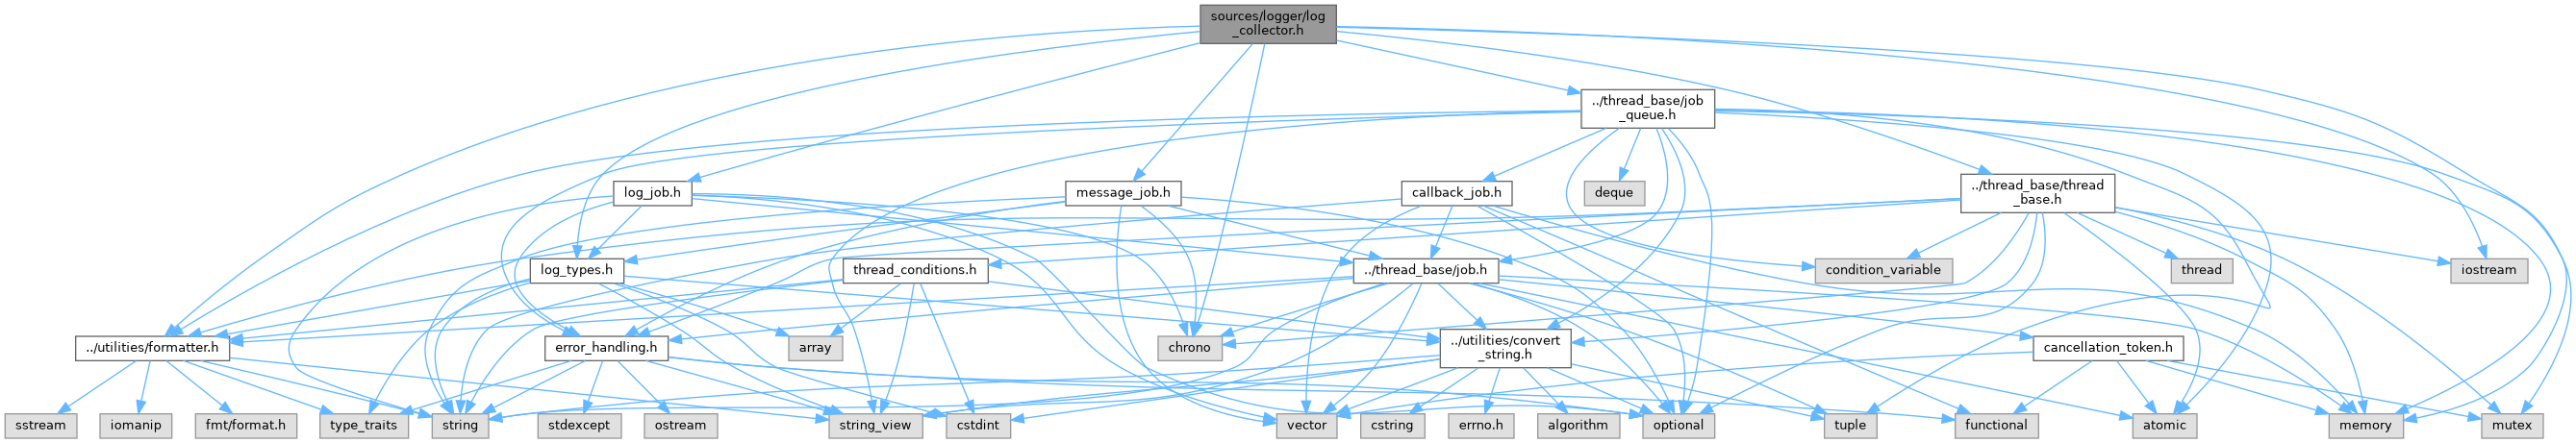 sources/logger/log
_collector.h
../thread_base/job
_queue.h
log_job.h
message_job.h
callback_job.h
deque
../thread_base/thread
_base.h
log_types.h
thread_conditions.h
../thread_base/job.h
condition_variable
thread
iostream
../utilities/formatter.h
error_handling.h
array
chrono
../utilities/convert
_string.h
cancellation_token.h
sstream
iomanip
fmt/format.h
type_traits
string
stdexcept
ostream
string_view
cstdint
vector
cstring
errno.h
algorithm
optional
tuple
functional
atomic
memory
mutex